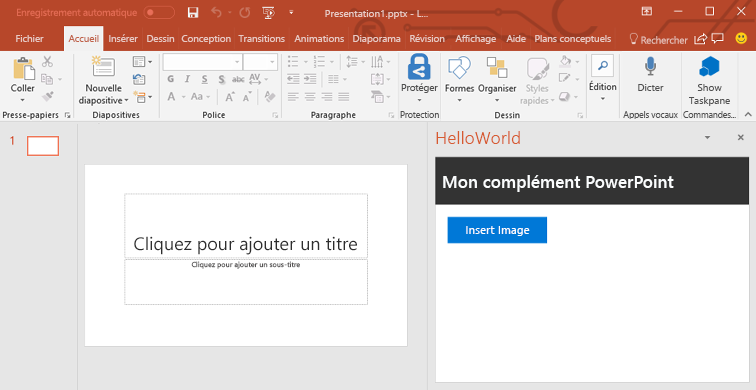 Enregistrement automatique
Presentation1.pptx - L...
Fichier Accueil Insérer Dessin Conception Transitions Animations Diaporama Révision Affichage Aide Plans conceptuels Rechercher
Coller
Nouvelle
diapositive
G I S S abc AV
Aa A A A
Protéger
Formes
Organiser
Styles
rapides
Édition
Dicter
Show
Taskpane
Presse-papiers Diapositives Police Paragraphe Protection Dessin Appels vocaux Commandes...
1
HelloWorld
Mon complément PowerPoint
Insert Image
Cliquez pour ajouter un titre
Cliquez pour ajouter un sous-titre